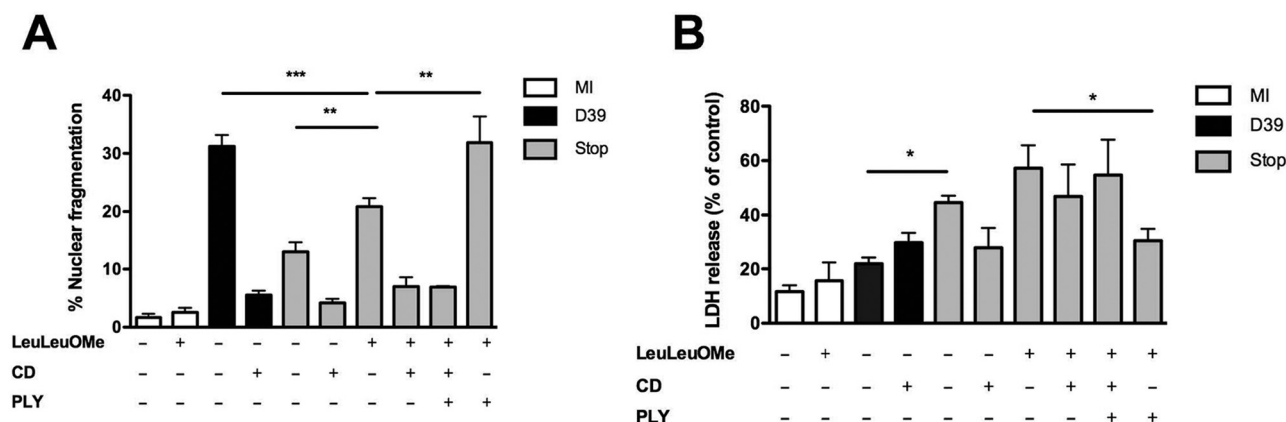 A
% Nuclear fragmentation
40
30
20
10
0
***
**
**
MI
D39
Stop
LeuLeuOMe – + – – – – + + + +
CD – – – + – + – + + –
PLY – – – – – – – – + +
B
LDH release (% of control)
80
60
40
20
0
*
*
MI
D39
Stop
LeuLeuOMe – + – – – – + + + +
CD – – – + – + – + + –
PLY – – – – – – – – + +